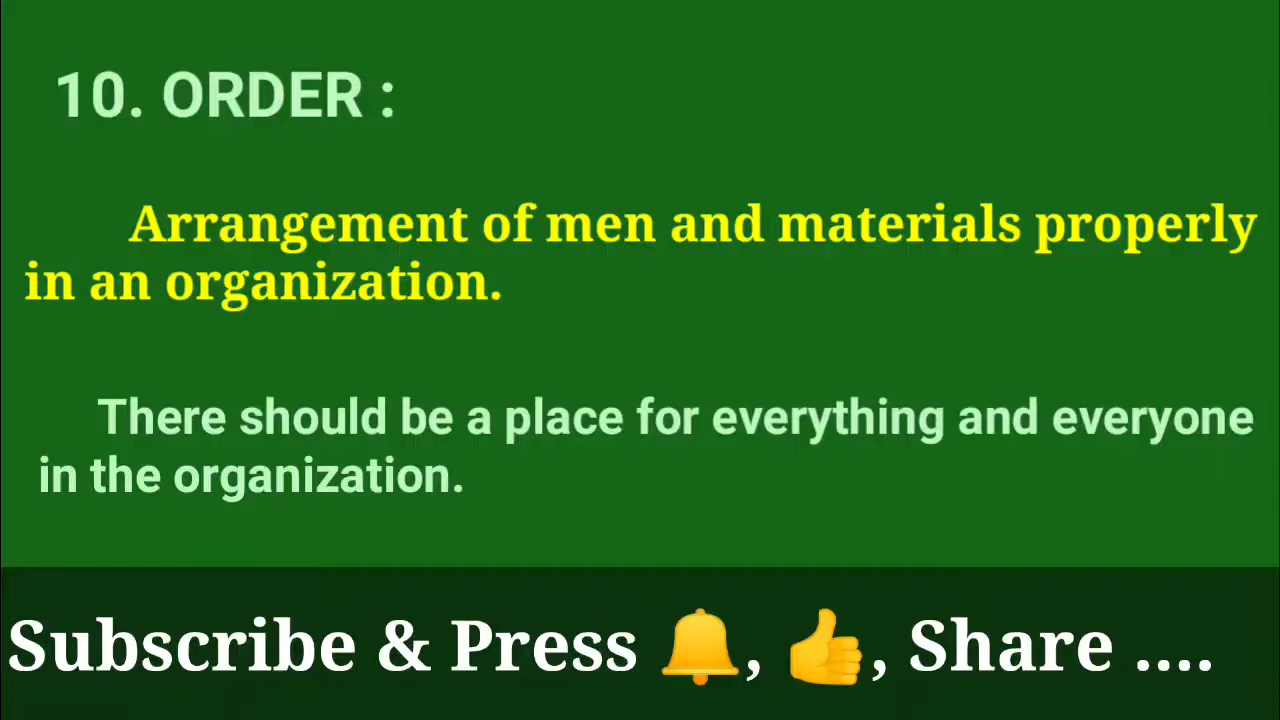 10. ORDER :
Arrangement of men and materials properly
in an organization.
There should be a place for everything and everyone
in the organization.
Subscribe & Press 🔔, 👍, Share ....